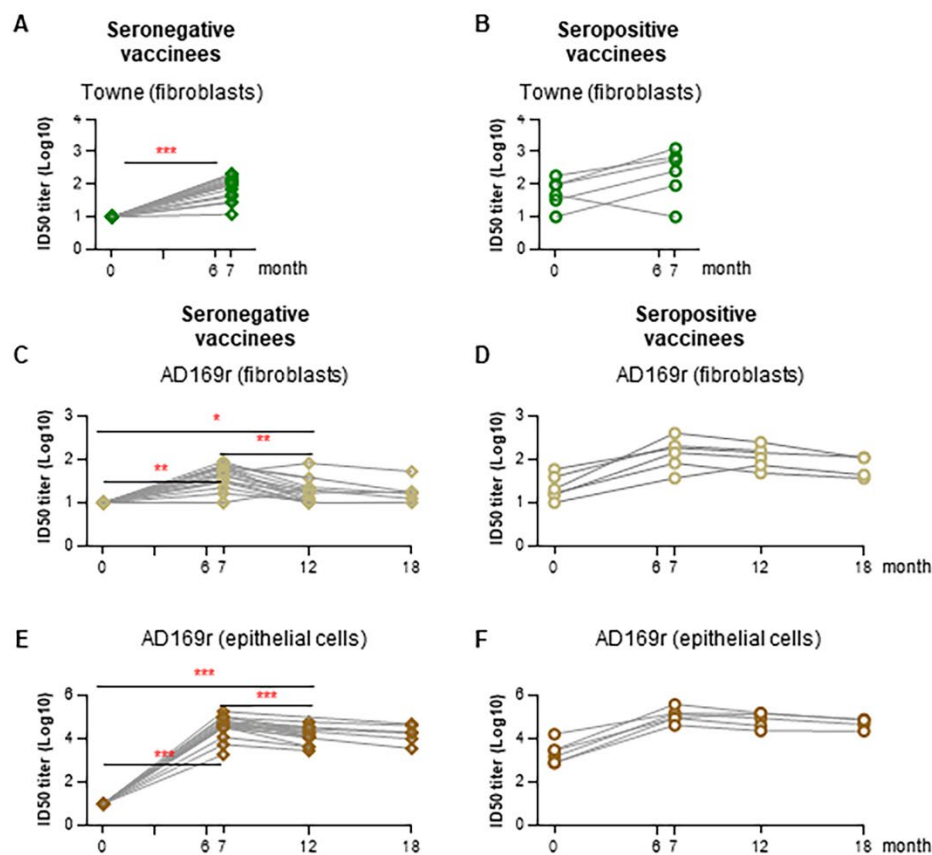 A
Seronegative
vaccinees
Towne (fibroblasts)
ID50 titer (Log10)
4
3
2
1
0
***
0
6 7
month
B
Seropositive
vaccinees
Towne (fibroblasts)
ID50 titer (Log10)
4
3
2
1
0
0
6 7
month
Seronegative
vaccinees
C
AD169r (fibroblasts)
ID50 titer (Log10)
3
2
1
0
*
**
**
0
6 7
12
18
month
Seropositive
vaccinees
D
AD169r (fibroblasts)
ID50 titer (Log10)
3
2
1
0
0
6 7
12
18
month
E
AD169r (epithelial cells)
ID50 titer (Log10)
6
4
2
0
***
***
***
0
6 7
12
18
month
F
AD169r (epithelial cells)
ID50 titer (Log10)
6
4
2
0
0
6 7
12
18
month